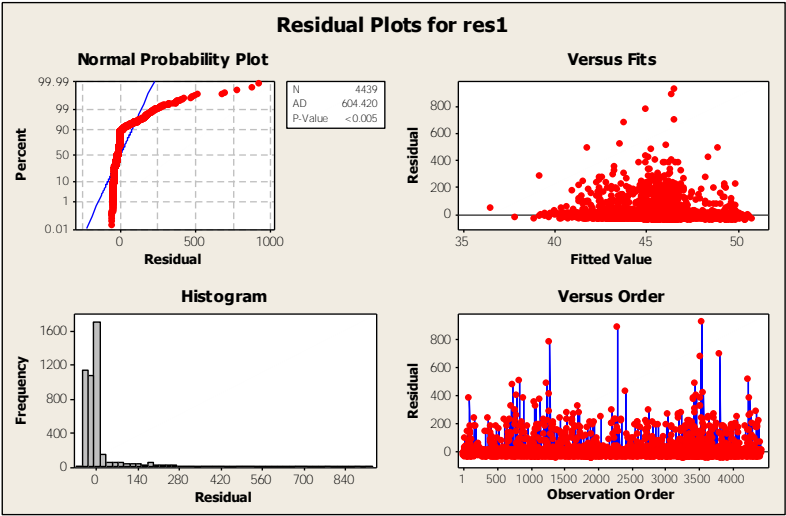 Residual Plots for res1
Normal Probability Plot
99.99
99
90
50
10
1
0.01
Percent
0 500 1000
Residual
N 4439
AD 604.420
P-Value <0.005
Versus Fits
800
600
400
200
0
Residual
35 40 45 50
Fitted Value
Histogram
1600
1200
800
400
0
Frequency
0 140 280 420 560 700 840
Residual
Versus Order
800
600
400
200
0
Residual
1 500 1000 1500 2000 2500 3000 3500 4000
Observation Order